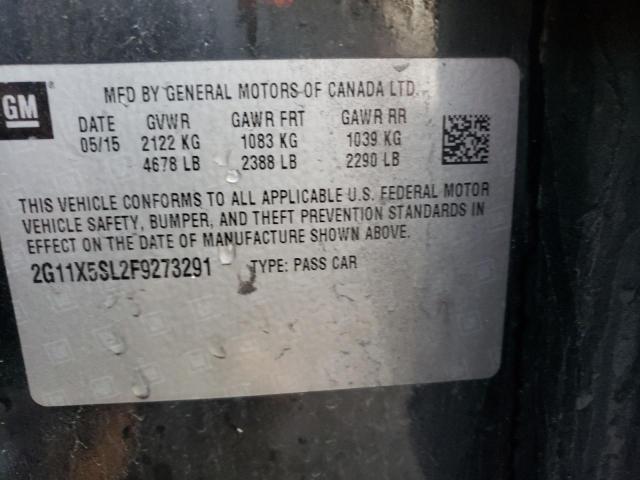 GM ®
MFD BY GENERAL MOTORS OF CANADA LTD.
DATE GVWR GAWR FRT GAWR RR
05/15 2122 KG 1083 KG 1039 KG
4678 LB 2388 LB 2290 LB
THIS VEHICLE CONFORMS TO ALL APPLICABLE U.S. FEDERAL MOTOR
VEHICLE SAFETY, BUMPER, AND THEFT PREVENTION STANDARDS IN
EFFECT ON THE DATE OF MANUFACTURE SHOWN ABOVE.
2G11X5SL2F9273291 TYPE: PASS CAR